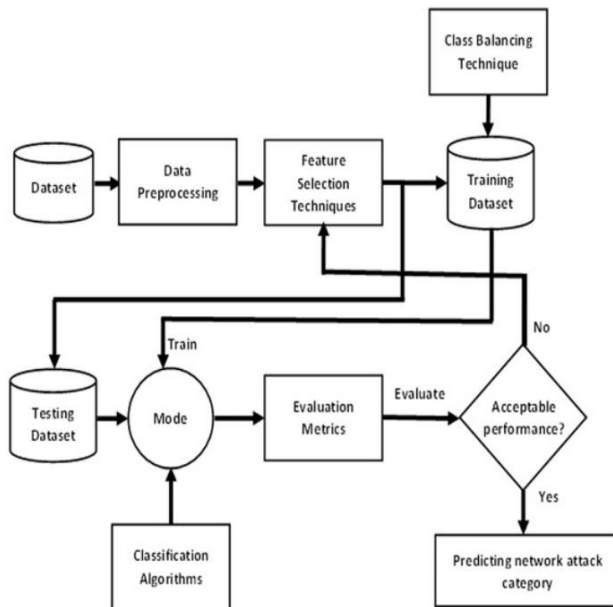 Class Balancing
Technique
Dataset
Data
Preprocessing
Feature
Selection
Techniques
Training
Dataset
No
Train
Testing
Dataset
Mode
Evaluation
Metrics
Evaluate
Acceptable
performance?
Yes
Classification
Algorithms
Predicting network attack
category